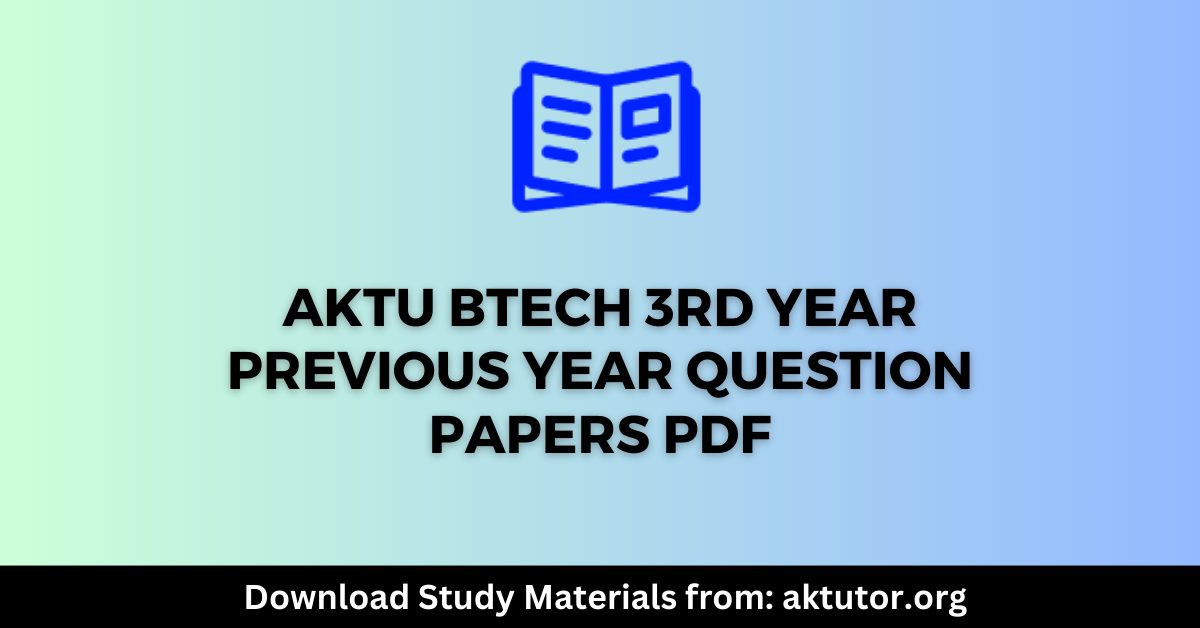 AKTU BTECH 3RD YEAR
PREVIOUS YEAR QUESTION
PAPERS PDF
Download Study Materials from: aktutor.org